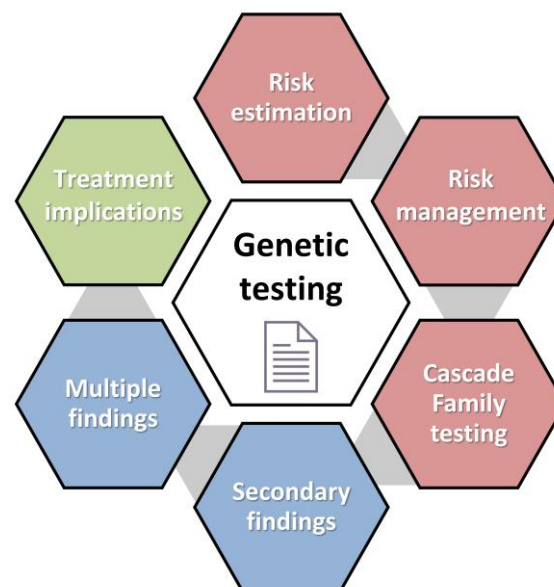 Risk
estimation
Treatment
implications
Risk
management
Genetic
testing
Multiple
findings
Cascade
Family
testing
Secondary
findings